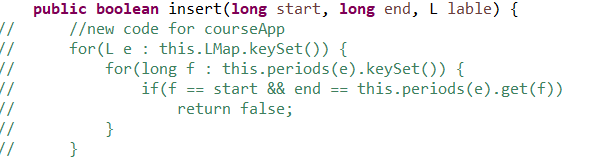 public boolean insert(long start, long end, L lable) {
// //new code for courseApp
// for(L e : this.LMap.keySet()) {
// for(long f : this.periods(e).keySet()) {
// if(f == start && end == this.periods(e).get(f))
// return false;
// }
// }